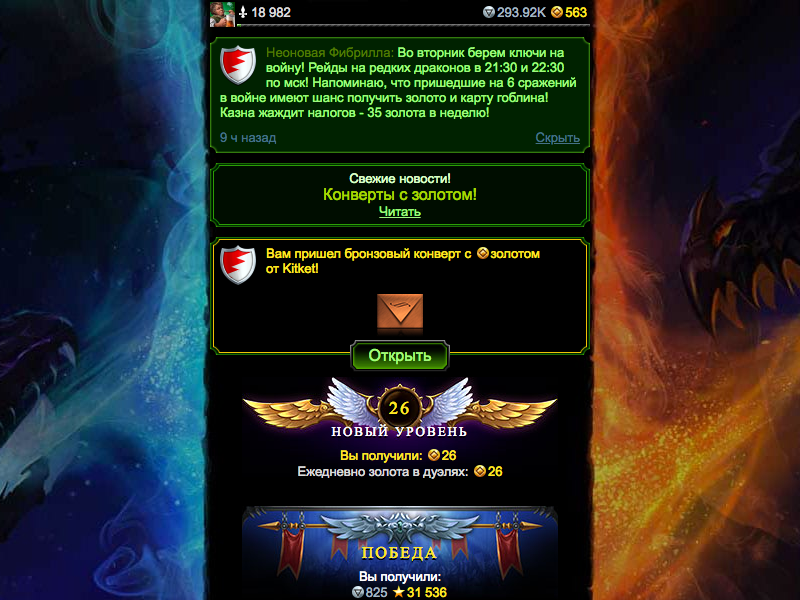 18 982 293.92K 563
Неоновая Фибрилла: Во вторник берем ключи на
войну! Рейды на редких драконов в 21:30 и 22:30
по мск! Напоминаю, что пришедшие на 6 сражений
в войне имеют шанс получить золото и карту гоблина!
Казна жаждит налогов - 35 золота в неделю!
9 ч назад Скрыть
Свежие новости!
Конверты с золотом!
Читать
Вам пришел бронзовый конверт с золотом
от Kitket!
Открыть
26
НОВЫЙ УРОВЕНЬ
Вы получили: 26
Ежедневно золота в дуэлях: 26
ПОБЕДА
Вы получили:
825 31 536